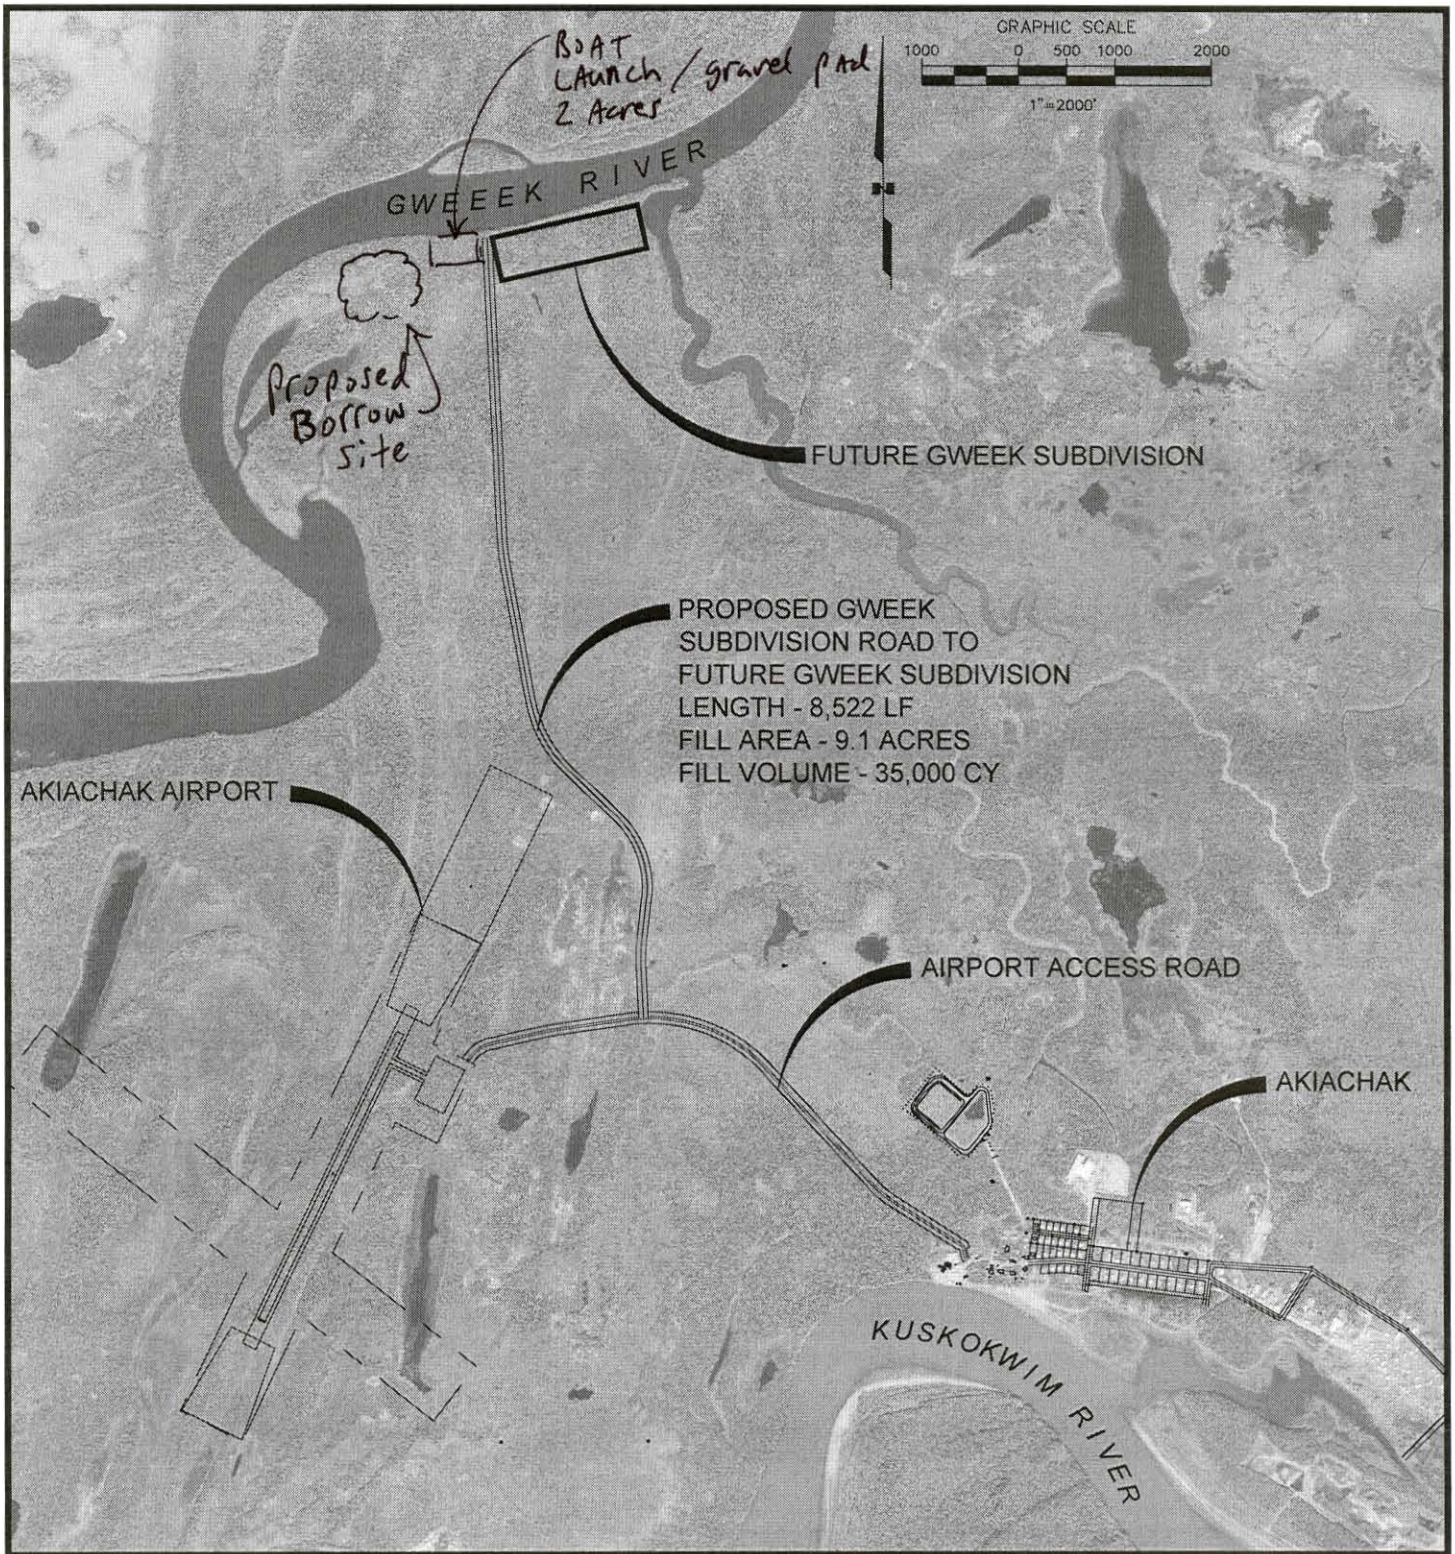 GRAPHIC SCALE
1000 0 500 1000 2000
1"=2000'
BOAT
LAunch / gravel pAd
2 Acres
GWEEEK RIVER
Proposed
Borrow
site
FUTURE GWEEK SUBDIVISION
PROPOSED GWEEK
SUBDIVISION ROAD TO
FUTURE GWEEK SUBDIVISION
LENGTH - 8,522 LF
FILL AREA - 9.1 ACRES
FILL VOLUME - 35,000 CY
AKIACHAK AIRPORT
AIRPORT ACCESS ROAD
AKIACHAK
KUSKOKWIM RIVER